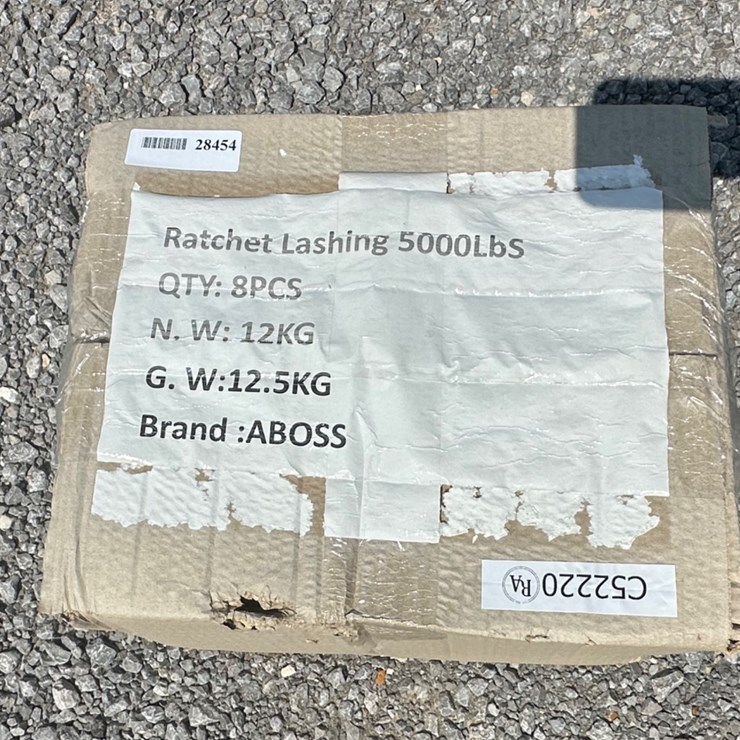 28454
Ratchet Lashing 5000LbS
QTY: 8PCS
N. W: 12KG
G. W:12.5KG
Brand :ABOSS
C52220 RA